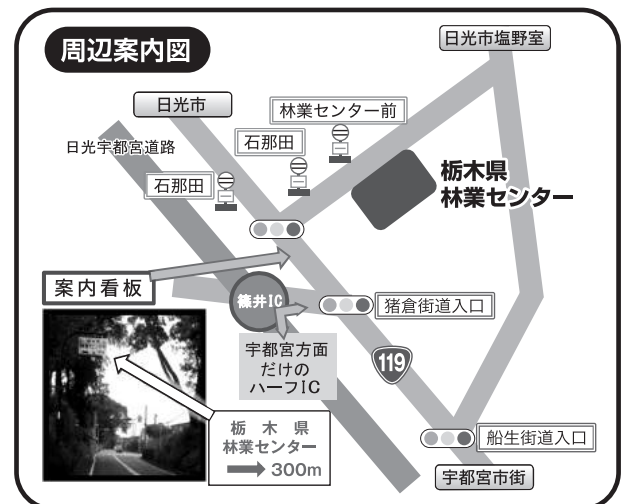 周辺案内図
日光市塩野室
日光市
林業センター前
日光宇都宮道路
石那田
石那田
栃木県
林業センター
案内看板
篠井IC
猪倉街道入口
宇都宮方面
だけの
ハーフIC
119
栃木県
林業センター
300m
船生街道入口
宇都宮市街